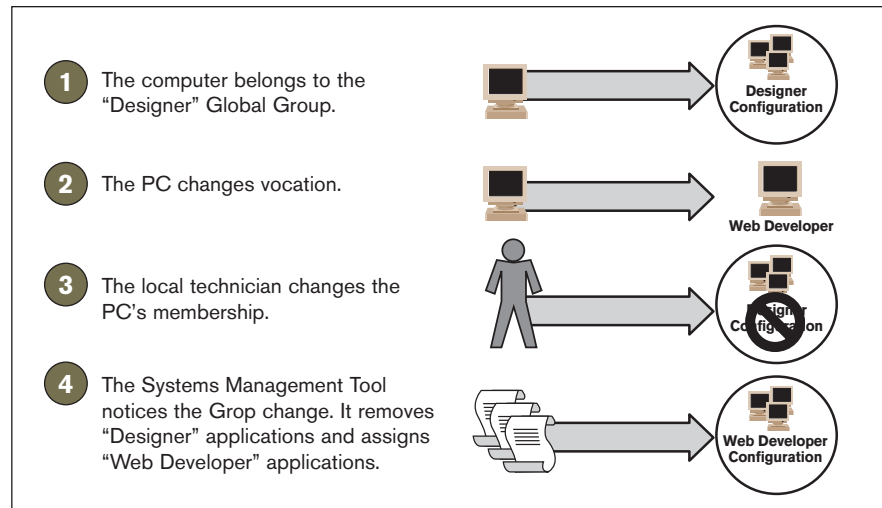 1
The computer belongs to the
“Designer” Global Group.
Designer
Configuration
2
The PC changes vocation.
Web Developer
3
The local technician changes the
PC’s membership.
Designer
Configuration
4
The Systems Management Tool
notices the Grop change. It removes
“Designer” applications and assigns
“Web Developer” applications.
Web Developer
Configuration